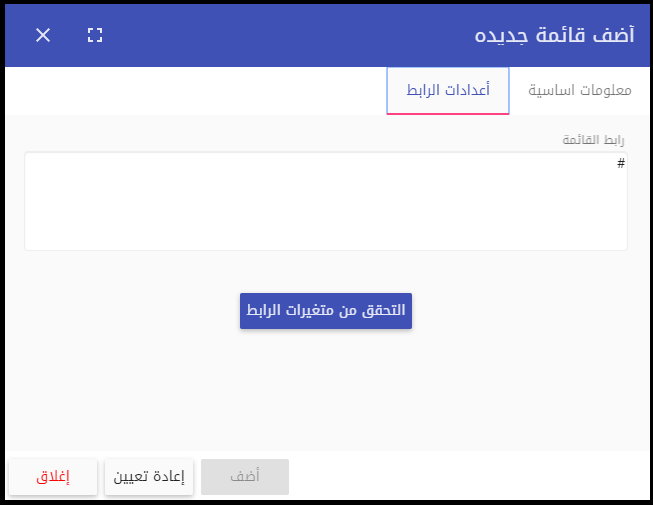 آضف قائمة جديده
معلومات اساسية
أعدادات الرابط
رابط القائمة
#
التحقق من متغيرات الرابط
أضف
إعادة تعيين
إغلاق